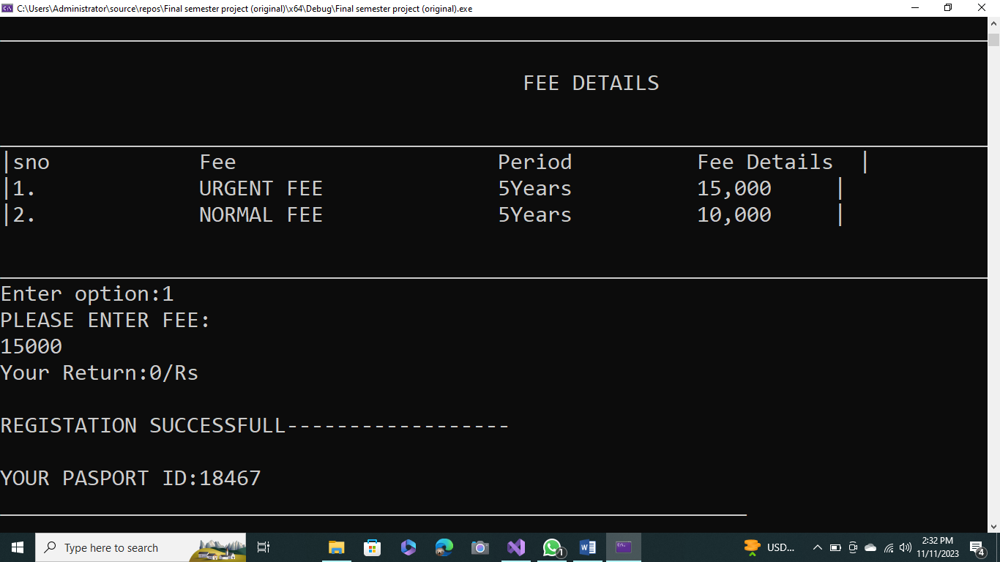 C:\Users\Administrator\source\repos\Final semester project (original)\x64\Debug\Final semester project (original).exe
FEE DETAILS
|sno Fee Period Fee Details |
|1. URGENT FEE 5Years 15,000 |
|2. NORMAL FEE 5Years 10,000 |
Enter option:1
PLEASE ENTER FEE:
15000
Your Return:0/Rs
REGISTATION SUCCESSFULL------------------
YOUR PASPORT ID:18467
Type here to search
USD...
2:32 PM
11/11/2023
1
4